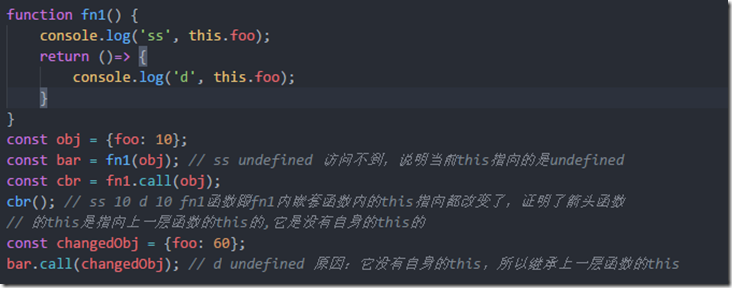 function fn1() {
    console.log('ss', this.foo);
    return ()=> {
        console.log('d', this.foo);
    }
}
const obj = {foo: 10};
const bar = fn1(obj); // ss undefined 访问不到，说明当前this指向的是undefined
const cbr = fn1.call(obj);
cbr(); // ss 10 d 10 fn1函数跟fn1内嵌套函数内的this指向都改变了，证明了箭头函数
// 的this是指向上一层函数的this的,它是没有自身的this的
const changedObj = {foo: 60};
bar.call(changedObj); // d undefined 原因：它没有自身的this，所以继承上一层函数的this